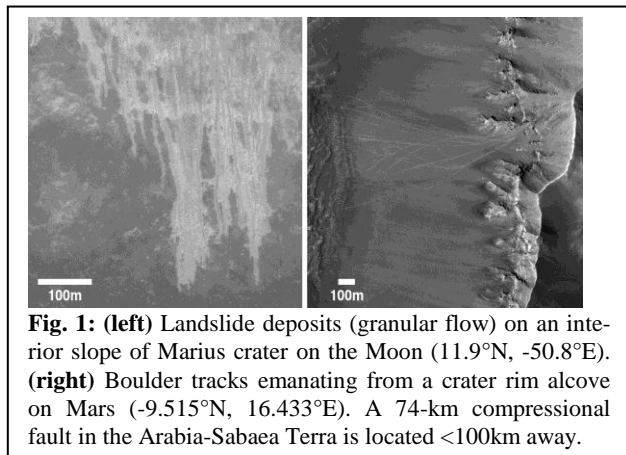 100m
100m
Fig. 1: (left) Landslide deposits (granular flow) on an inte-
rior slope of Marius crater on the Moon (11.9°N, -50.8°E).
(right) Boulder tracks emanating from a crater rim alcove
on Mars (-9.515°N, 16.433°E). A 74-km compressional
fault in the Arabia-Sabaea Terra is located <100km away.